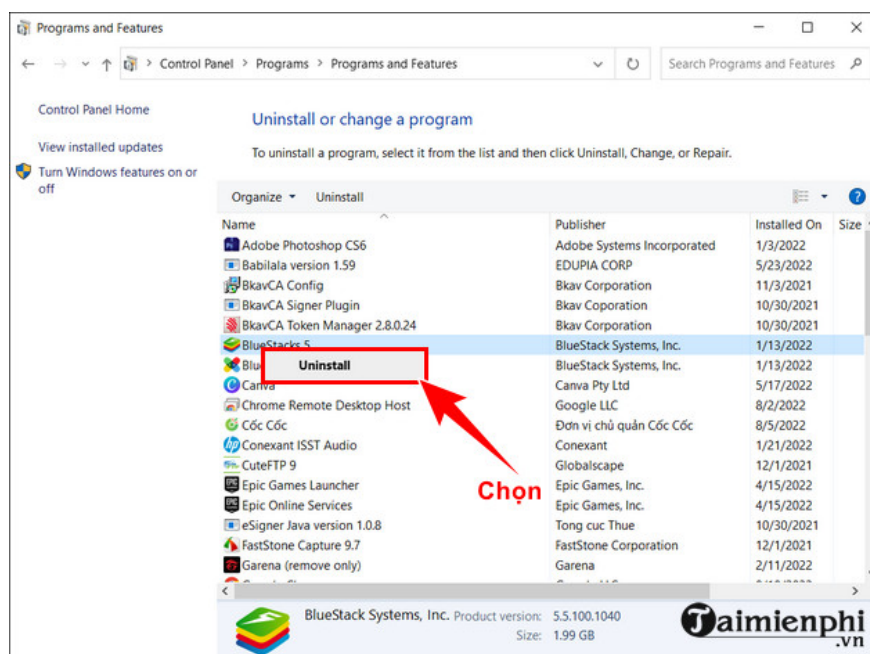 Programs and Features
Control Panel > Programs > Programs and Features
Search Programs and Features
Control Panel Home
View installed updates
Turn Windows features on or
off
Uninstall or change a program
To uninstall a program, select it from the list and then click Uninstall, Change, or Repair.
Organize Uninstall
?
Name Publisher Installed On Size
Adobe Photoshop CS6 Adobe Systems Incorporated 1/3/2022
Babilala version 1.59 EDUPIA CORP 5/23/2022
BkavCA Config Bkav Corporation 11/3/2021
BkavCA Signer Plugin Bkav Coporation 10/30/2021
BkavCA Token Manager 2.8.0.24 Bkav Corporation 10/30/2021
BlueStacks 5 BlueStack Systems, Inc. 1/13/2022
Blu BlueStack Systems, Inc. 1/13/2022
Uninstall
Canva Canva Pty Ltd 5/17/2022
Chrome Remote Desktop Host Google LLC 8/2/2022
Cốc Cốc Đơn vị chủ quản Cốc Cốc 8/5/2022
Conexant ISST Audio Conexant 1/21/2022
CuteFTP 9 Globalscape 12/1/2021
Epic Games Launcher Epic Games, Inc. 4/15/2022
Chọn
Epic Online Services Epic Games, Inc. 4/15/2022
eSigner Java version 1.0.8 Tong cuc Thue 10/30/2021
FastStone Capture 9.7 FastStone Corporation 12/1/2021
Garena (remove only) Garena 2/11/2022
BlueStack Systems, Inc. Product version: 5.5.100.1040
Size: 1.99 GB
Taimienphi
.vn